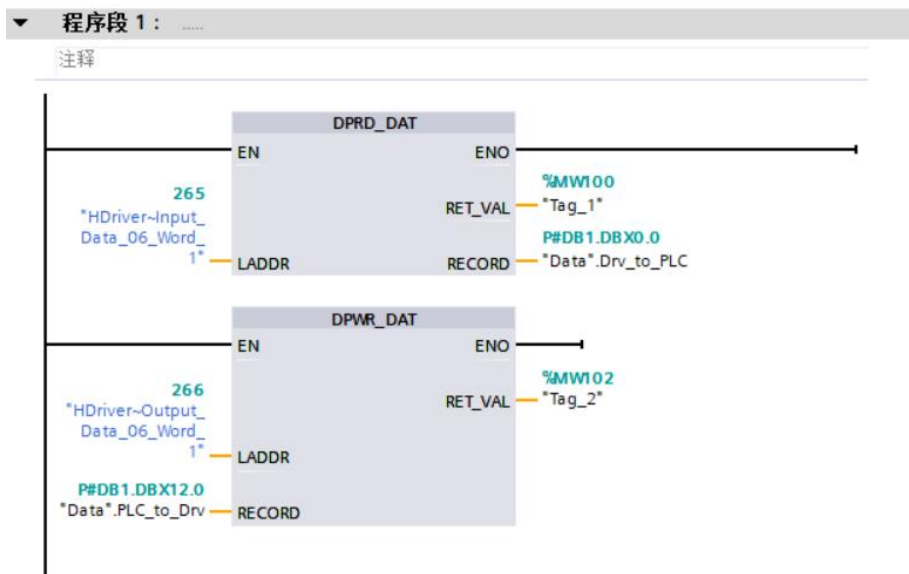 程序段 1： .....
注释
DPRD_DAT
EN
ENO
265
"HDriver~Input_
Data_06_Word_
1"
LADDR
RET_VAL
%MW100
"Tag_1"
RECORD
P#DB1.DBX0.0
"Data".Drv_to_PLC
DPWR_DAT
EN
ENO
266
"HDriver~Output_
Data_06_Word_
1"
LADDR
RET_VAL
%MW102
"Tag_2"
P#DB1.DBX12.0
"Data".PLC_to_Drv
RECORD